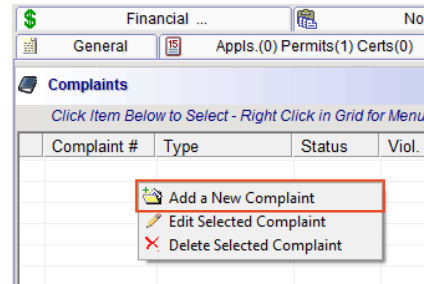 Financial ... No
General 15 Appls.(0) Permits(1) Certs(0)
Complaints
Click Item Below to Select - Right Click in Grid for Menu
Complaint # Type Status Viol.
Add a New Complaint
Edit Selected Complaint
Delete Selected Complaint